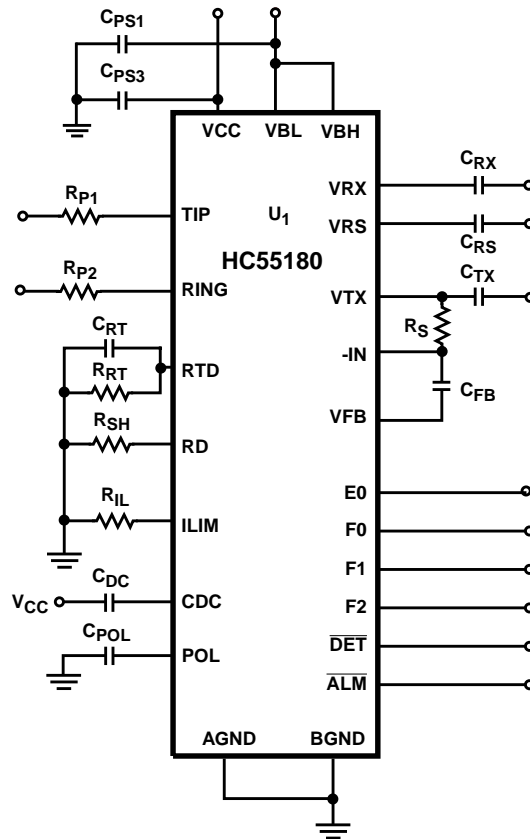 CPS1
CPS3
VCC VBL VBH
CRX
VRX
RP1
TIP
U1
VRS
CRS
HC55180
CTX
RP2
RING
VTX
RS
CRT
-IN
RTD
RRT
CFB
RSH
VFB
RD
RIL
E0
ILIM
F0
CDC
F1
VCC
CDC
F2
CPOL
DET
POL
ALM
AGND BGND